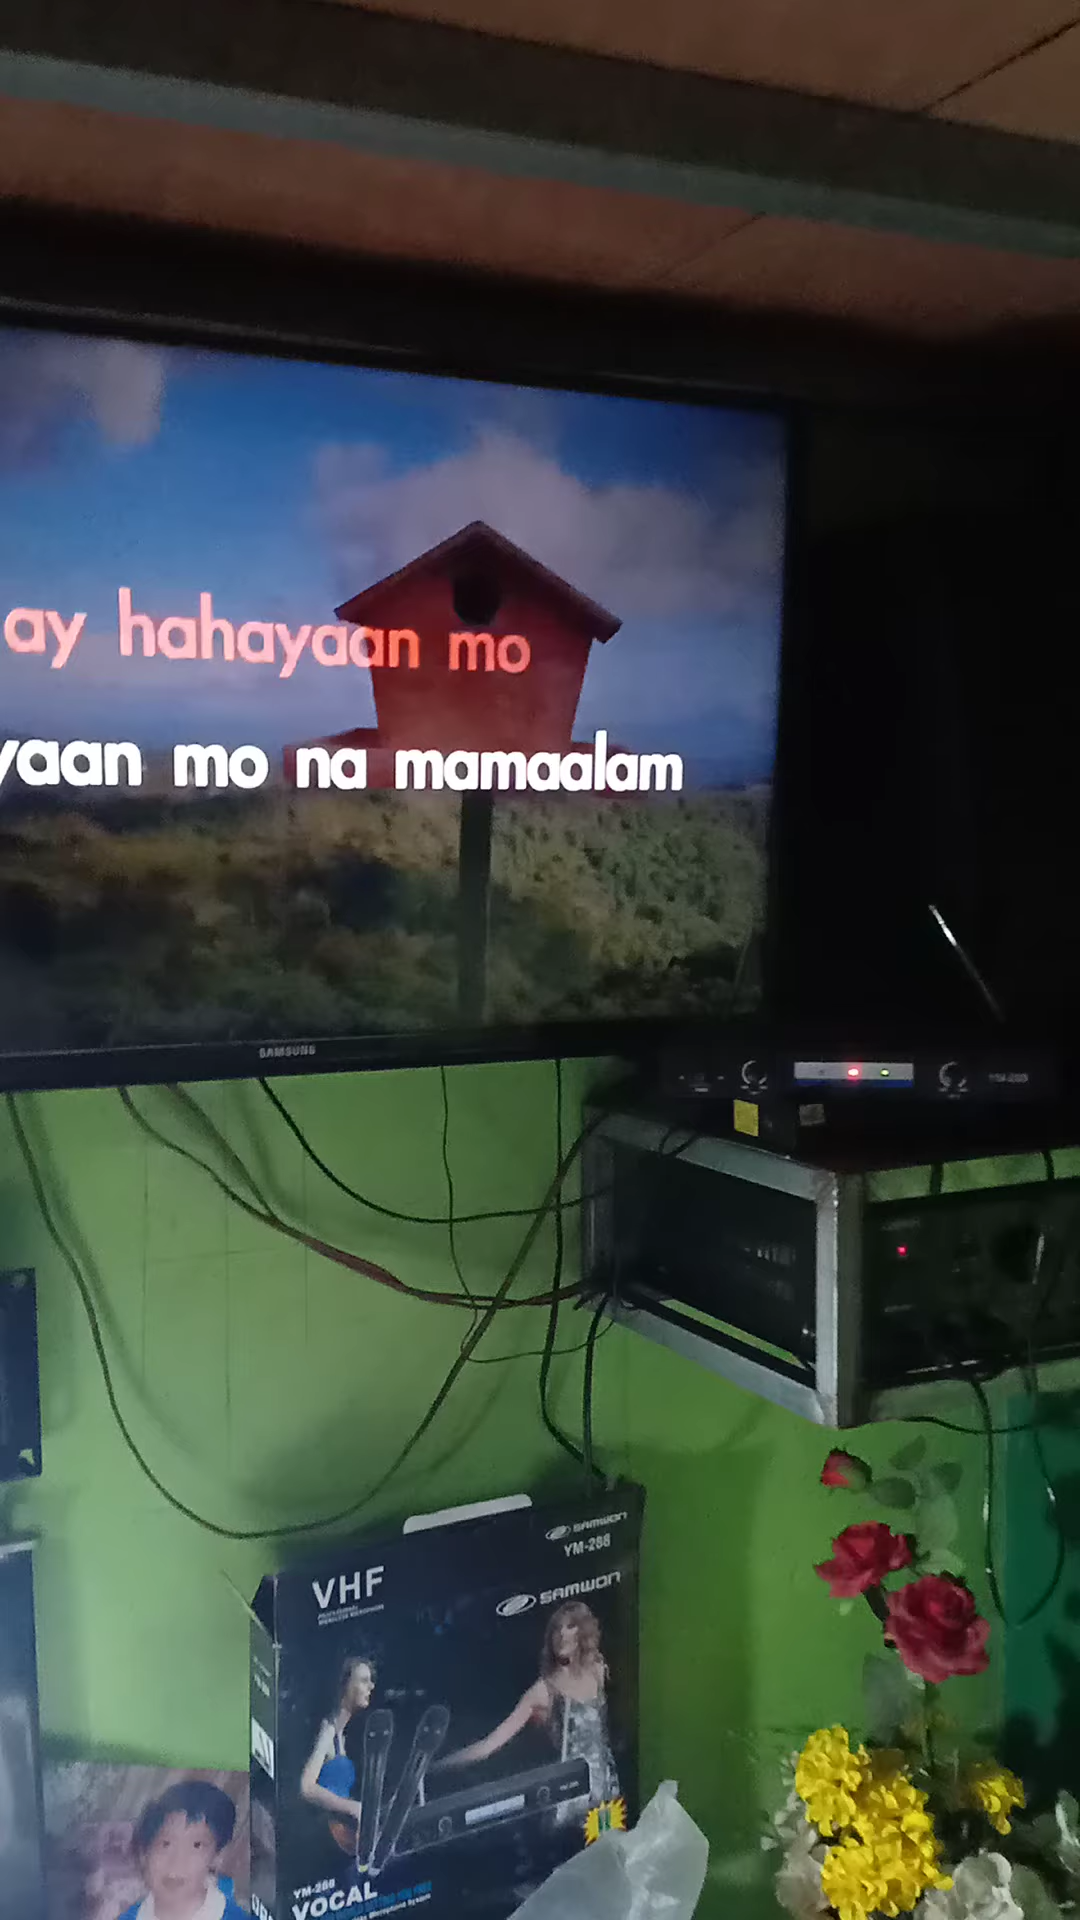 ay hahayaan mo
yaan mo na mamaalam
SAMSUNG
SAMWON
YM-288
VHF
SAMWON
YM-288
VOCAL